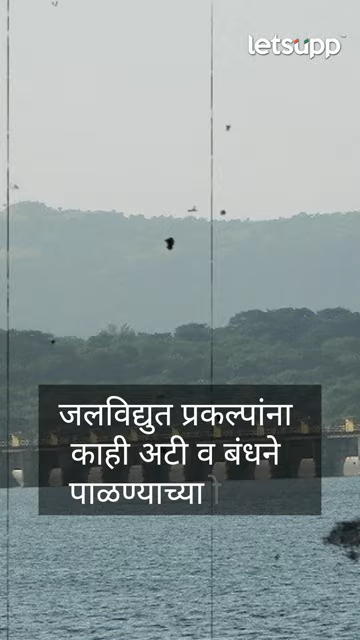 letsupp
जलविद्युत प्रकल्पांना
काही अटी व बंधने
पाळण्याच्या